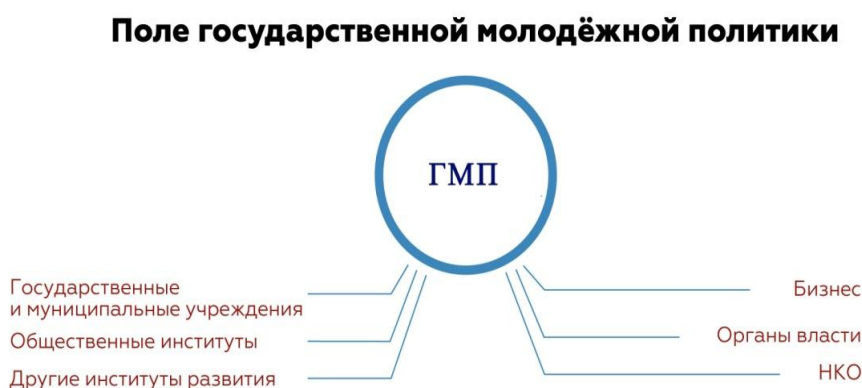 Поле государственной молодёжной политики
ГМП
Государственные
и муниципальные учреждения
Общественные институты
Другие институты развития
Бизнес
Органы власти
НКО